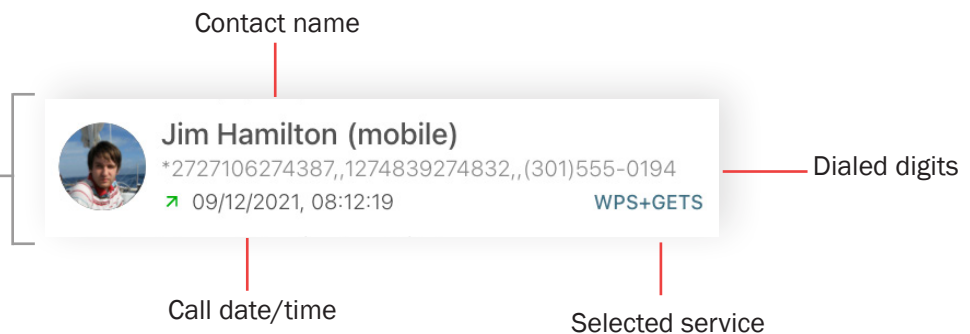 Contact name
Jim Hamilton (mobile)
*2727106274387,,1274839274832,,(301)555-0194
Dialed digits
09/12/2021, 08:12:19
WPS+GETS
Call date/time
Selected service